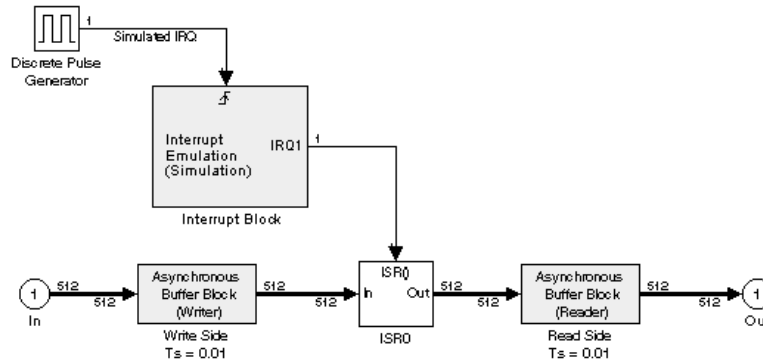 1
Simulated IRQ
Discrete Pulse
Generator
Interrupt
Emulation
(Simulation)
IRQ1
1
Interrupt Block
1
In
512
512
Asynchronous
Buffer Block
(Writer)
Write Side
Ts = 0.01
512
512
ISR()
In
Out
ISR0
512
512
Asynchronous
Buffer Block
(Reader)
Read Side
Ts = 0.01
512
512
1
Ou